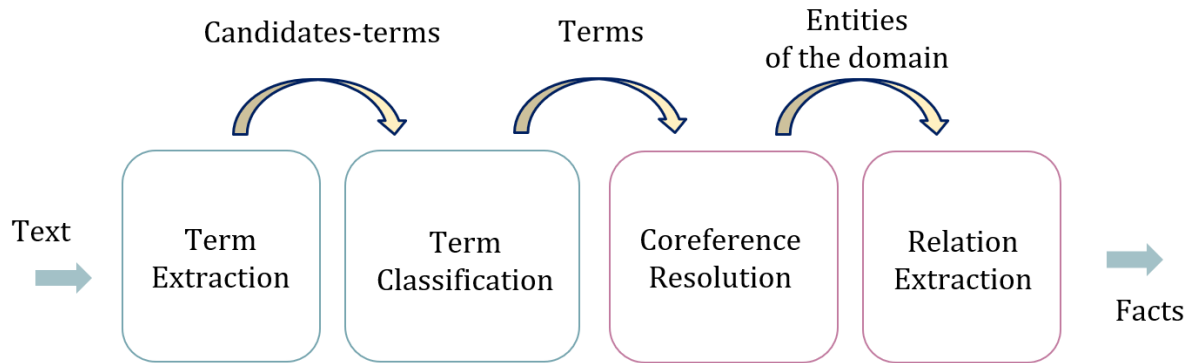 Candidates-terms
Terms
Entities
of the domain
Text
Term
Extraction
Term
Classification
Coreference
Resolution
Relation
Extraction
Facts